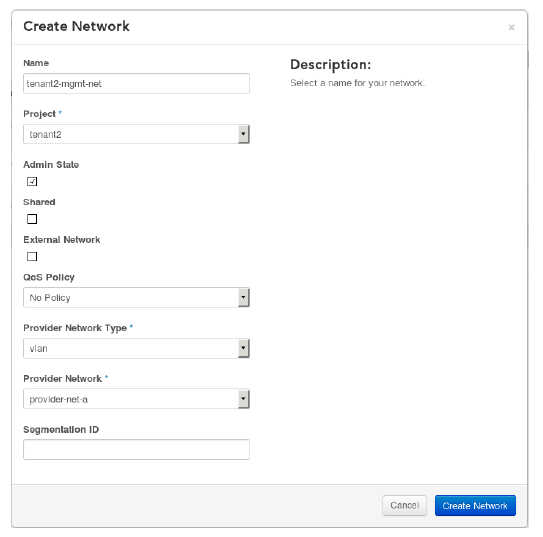 Create Network
×
Name
tenant2-mgmt-net
Project *
tenant2
Admin State
Shared
External Network
QoS Policy
No Policy
Provider Network Type *
vlan
Provider Network *
provider-net-a
Segmentation ID
Description:
Select a name for your network.
Cancel
Create Network